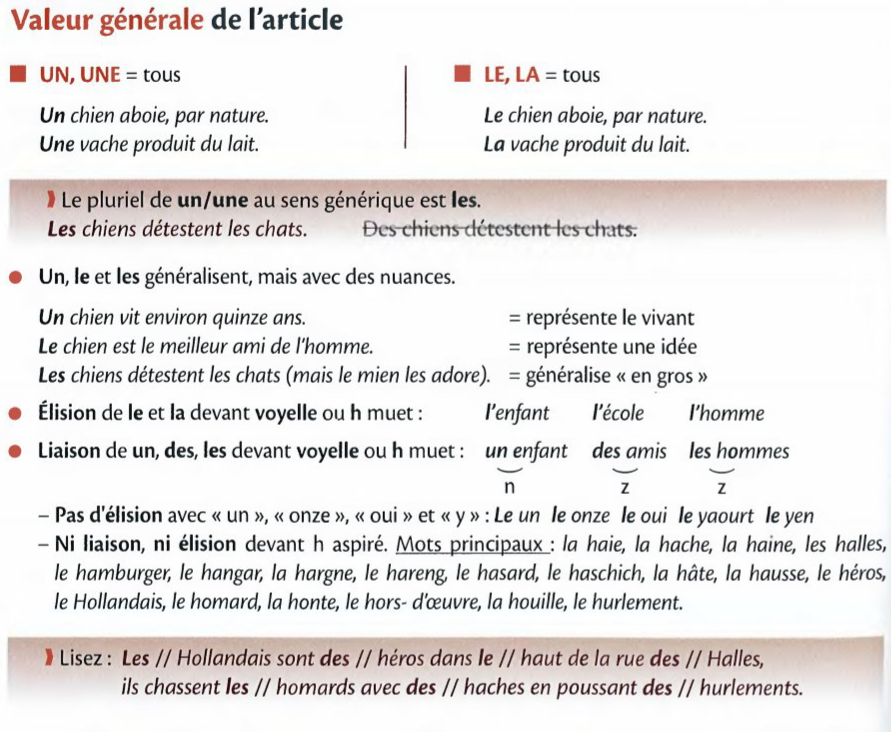 Valeur générale de l'article
UN, UNE = tous
Un chien aboie, par nature.
Une vache produit du lait.
LE, LA = tous
Le chien aboie, par nature.
La vache produit du lait.
Le pluriel de un/une au sens générique est les.
Les chiens détestent les chats. Des chiens détestent les chats.
Un, le et les généralisent, mais avec des nuances.
Un chien vit environ quinze ans. = représente le vivant
Le chien est le meilleur ami de l'homme. = représente une idée
Les chiens détestent les chats (mais le mien les adore). = généralise « en gros »
Élision de le et la devant voyelle ou h muet : l'enfant l'école l'homme
Liaison de un, des, les devant voyelle ou h muet : un enfant des amis les hommes
n z z
– Pas d'élision avec « un », « onze », « oui » et « y » : Le un le onze le oui le yaourt le yen
– Ni liaison, ni élision devant h aspiré. Mots principaux : la haie, la hache, la haine, les halles,
le hamburger, le hangar, la hargne, le hareng, le hasard, le haschich, la hâte, la hausse, le héros,
le Hollandais, le homard, la honte, le hors- d'œuvre, la houille, le hurlement.
Lisez : Les // Hollandais sont des // héros dans le // haut de la rue des // Halles,
ils chassent les // homards avec des // haches en poussant des // hurlements.